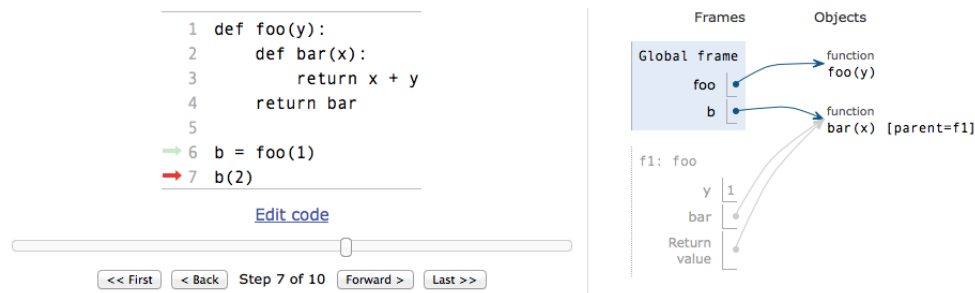 1 def foo(y):
2     def bar(x):
3         return x + y
4     return bar
5
6 b = foo(1)
7 b(2)
Edit code
<< First < Back Step 7 of 10 Forward > Last >>
Frames Objects
Global frame
foo
b
function
foo(y)
function
bar(x) [parent=f1]
f1: foo
y 1
bar
Return
value